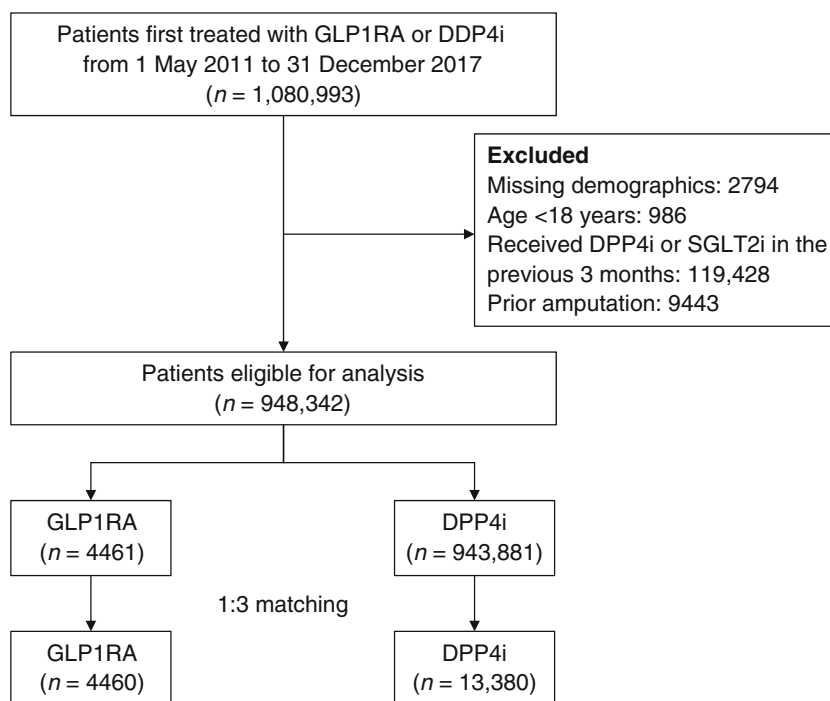 Patients first treated with GLP1RA or DDP4i
from 1 May 2011 to 31 December 2017
(n = 1,080,993)
Excluded
Missing demographics: 2794
Age <18 years: 986
Received DPP4i or SGLT2i in the
previous 3 months: 119,428
Prior amputation: 9443
Patients eligible for analysis
(n = 948,342)
GLP1RA
(n = 4461)
DPP4i
(n = 943,881)
1:3 matching
GLP1RA
(n = 4460)
DPP4i
(n = 13,380)